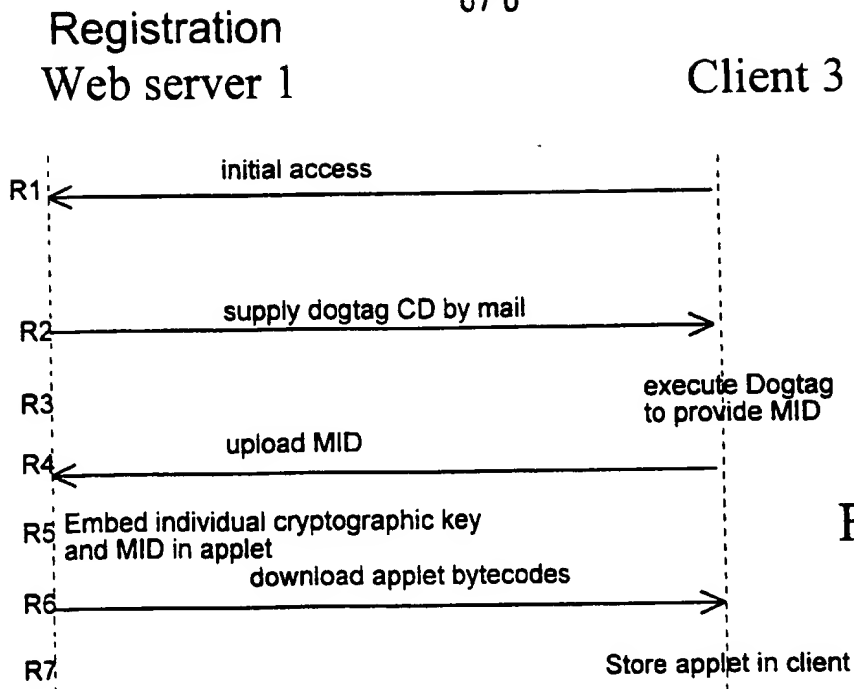 Registration
Web server 1
Client 3
R1
initial access
R2
supply dogtag CD by mail
R3
execute Dogtag
to provide MID
upload MID
R4
R5
Embed individual cryptographic key
and MID in applet
download applet bytecodes
R6
R7
Store applet in client